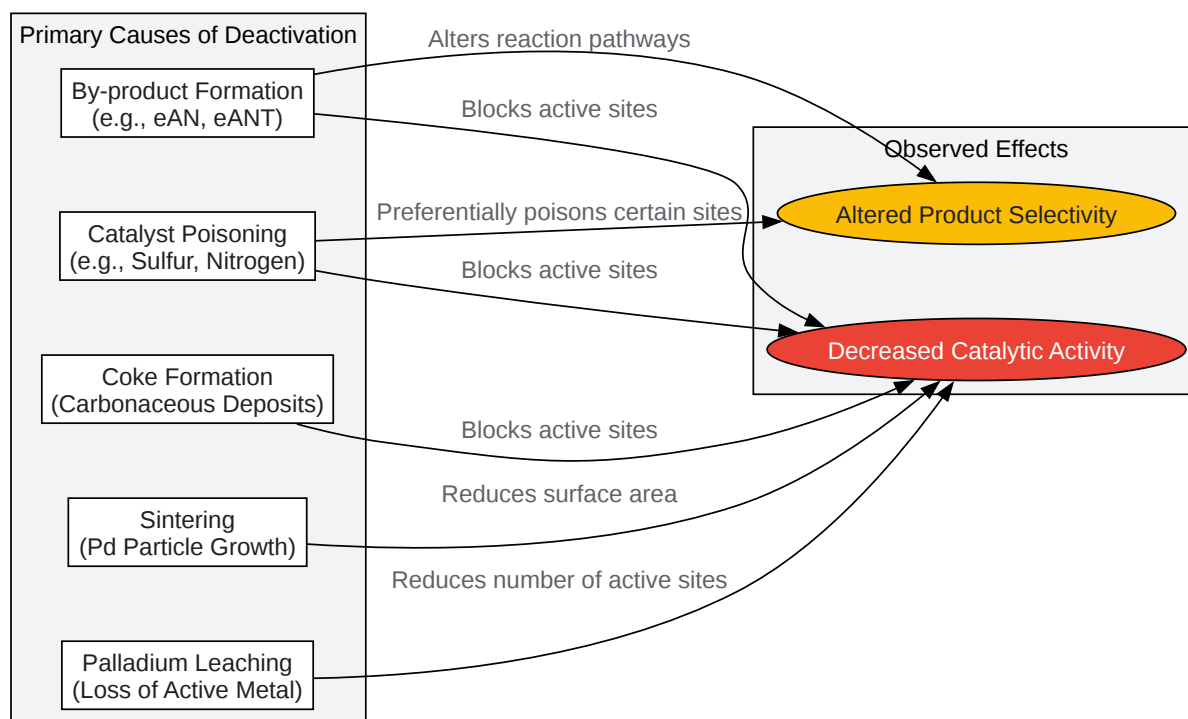 Primary Causes of Deactivation
By-product Formation
(e.g., eAN, eANT)
Catalyst Poisoning
(e.g., Sulfur, Nitrogen)
Coke Formation
(Carbonaceous Deposits)
Sintering
(Pd Particle Growth)
Palladium Leaching
(Loss of Active Metal)
Alters reaction pathways
Blocks active sites
Preferentially poisons certain sites
Blocks active sites
Blocks active sites
Reduces surface area
Reduces number of active sites
Observed Effects
Altered Product Selectivity
Decreased Catalytic Activity